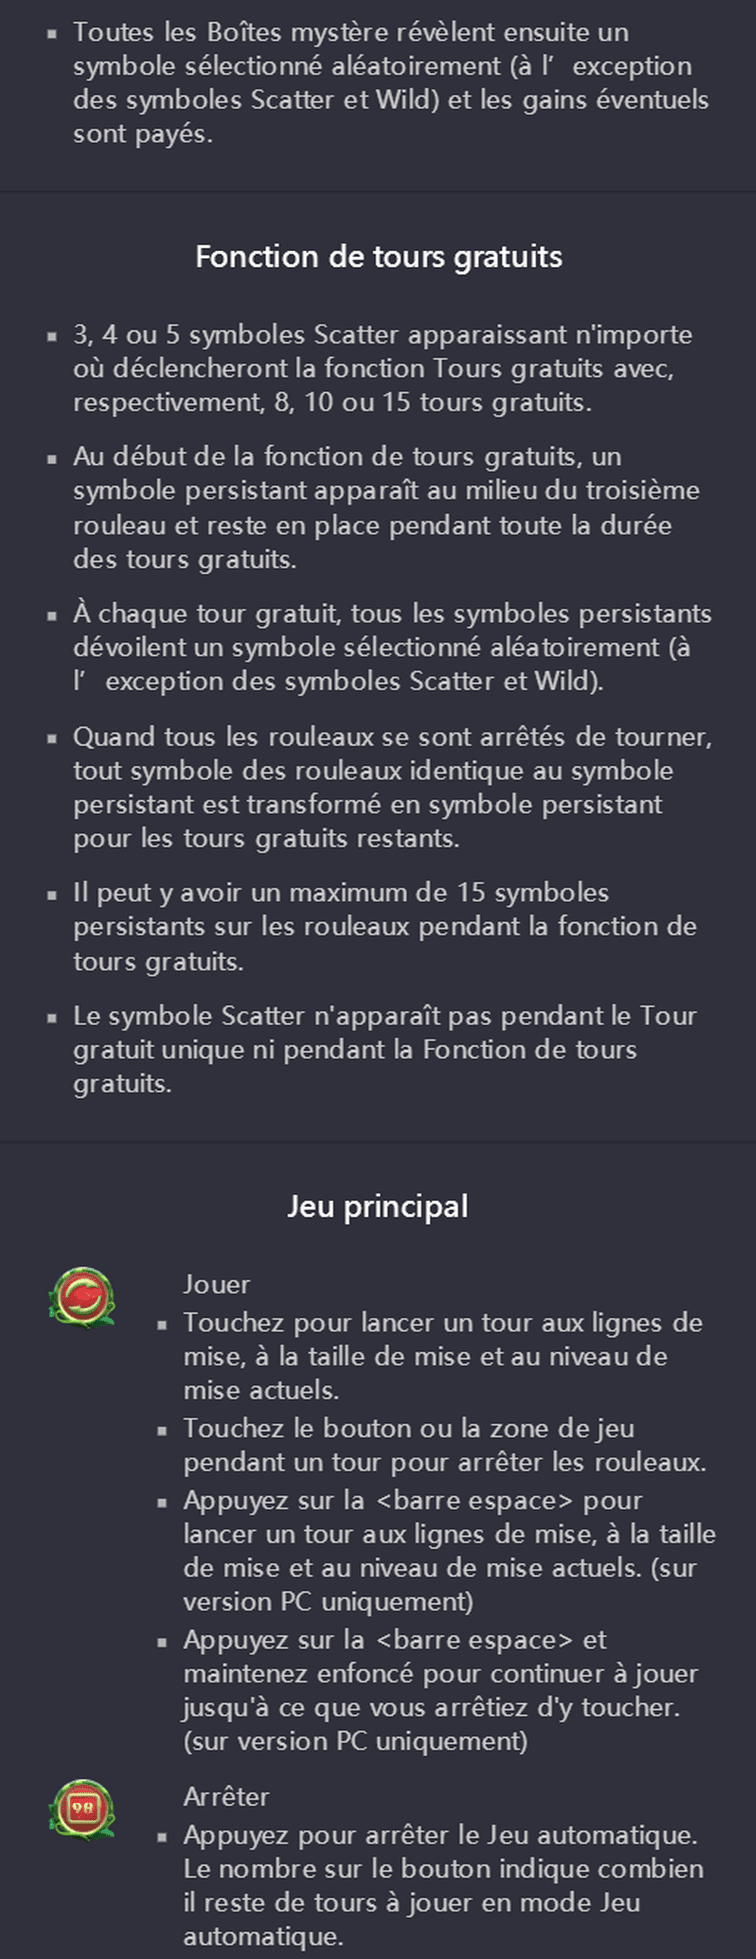 Toutes les Boîtes mystère révèlent ensuite un
symbole sélectionné aléatoirement (à l’ exception
des symboles Scatter et Wild) et les gains éventuels
sont payés.
Fonction de tours gratuits
3, 4 ou 5 symboles Scatter apparaissant n'importe
où déclencheront la fonction Tours gratuits avec,
respectivement, 8, 10 ou 15 tours gratuits.
Au début de la fonction de tours gratuits, un
symbole persistant apparaît au milieu du troisième
rouleau et reste en place pendant toute la durée
des tours gratuits.
À chaque tour gratuit, tous les symboles persistants
dévoilent un symbole sélectionné aléatoirement (à
l’ exception des symboles Scatter et Wild).
Quand tous les rouleaux se sont arrêtés de tourner,
tout symbole des rouleaux identique au symbole
persistant est transformé en symbole persistant
pour les tours gratuits restants.
Il peut y avoir un maximum de 15 symboles
persistants sur les rouleaux pendant la fonction de
tours gratuits.
Le symbole Scatter n'apparaît pas pendant le Tour
gratuit unique ni pendant la Fonction de tours
gratuits.
Jeu principal
Jouer
Touchez pour lancer un tour aux lignes de
mise, à la taille de mise et au niveau de
mise actuels.
Touchez le bouton ou la zone de jeu
pendant un tour pour arrêter les rouleaux.
Appuyez sur la <barre espace> pour
lancer un tour aux lignes de mise, à la taille
de mise et au niveau de mise actuels. (sur
version PC uniquement)
Appuyez sur la <barre espace> et
maintenez enfoncé pour continuer à jouer
jusqu'à ce que vous arrêtiez d'y toucher.
(sur version PC uniquement)
98
Arrêter
Appuyez pour arrêter le Jeu automatique.
Le nombre sur le bouton indique combien
il reste de tours à jouer en mode Jeu
automatique.